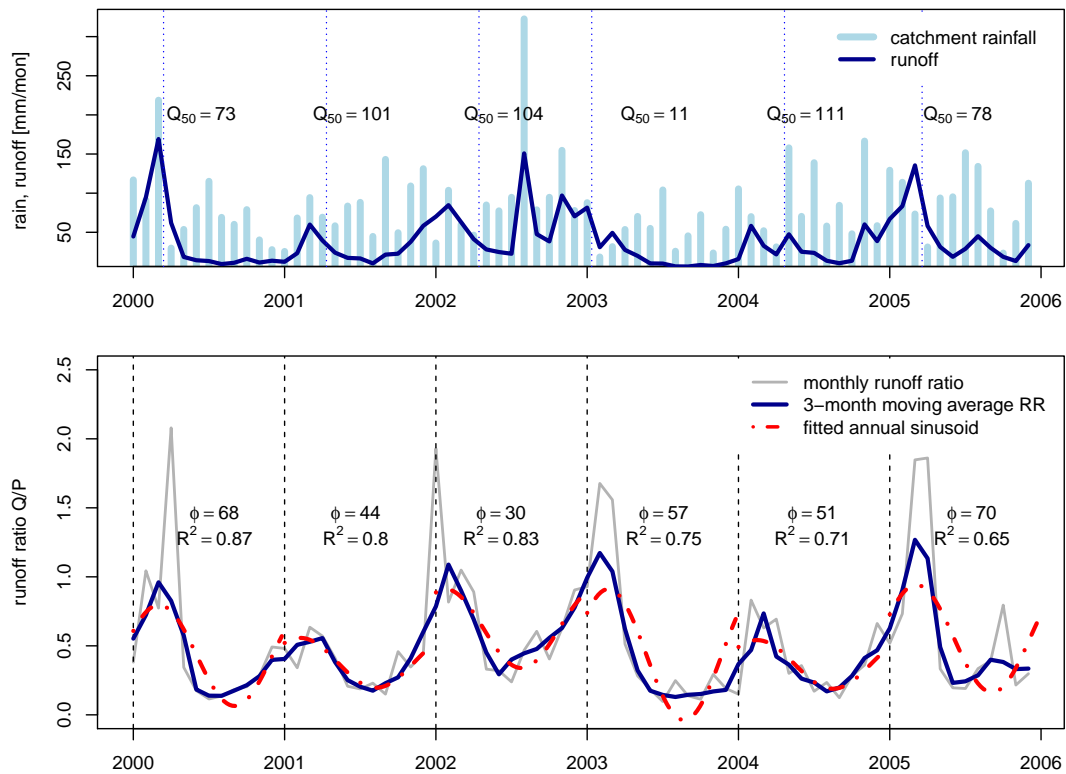 rain, runoff [mm/mon]
250
150
50
catchment rainfall
runoff
Q50 = 73
Q50 = 101
Q50 = 104
Q50 = 11
Q50 = 111
Q50 = 78
2000 2001 2002 2003 2004 2005 2006
runoff ratio Q/P
2.5
2.0
1.5
1.0
0.5
0.0
monthly runoff ratio
3−month moving average RR
fitted annual sinusoid
ϕ = 68
R² = 0.87
ϕ = 44
R² = 0.8
ϕ = 30
R² = 0.83
ϕ = 57
R² = 0.75
ϕ = 51
R² = 0.71
ϕ = 70
R² = 0.65
2000 2001 2002 2003 2004 2005 2006